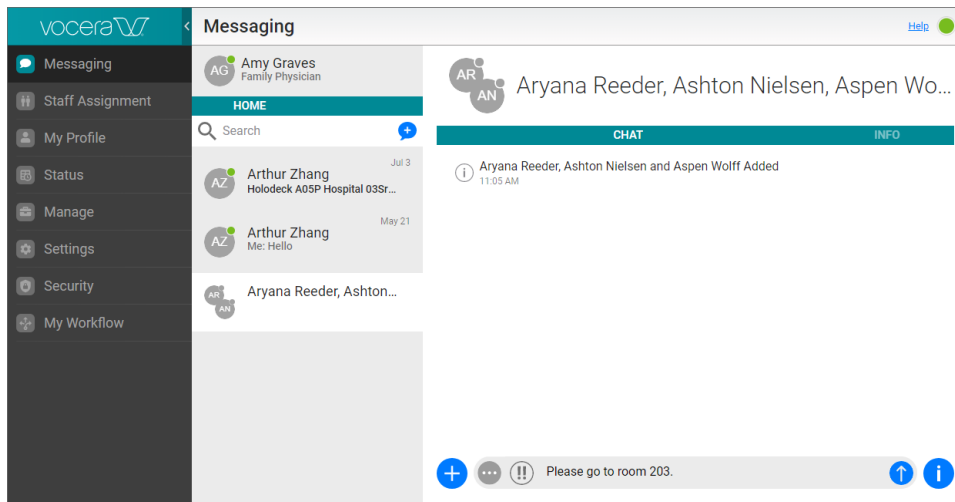 vocera
Messaging
Help
Messaging
Staff Assignment
My Profile
Status
Manage
Settings
Security
My Workflow
AG
Amy Graves
Family Physician
HOME
Search
Jul 3
AZ
Arthur Zhang
Holodeck A05P Hospital 03Sr...
May 21
AZ
Arthur Zhang
Me: Hello
AR
AN
Aryana Reeder, Ashton...
AR
AN
Aryana Reeder, Ashton Nielsen, Aspen Wo...
CHAT
INFO
Aryana Reeder, Ashton Nielsen and Aspen Wolff Added
11:05 AM
Please go to room 203.